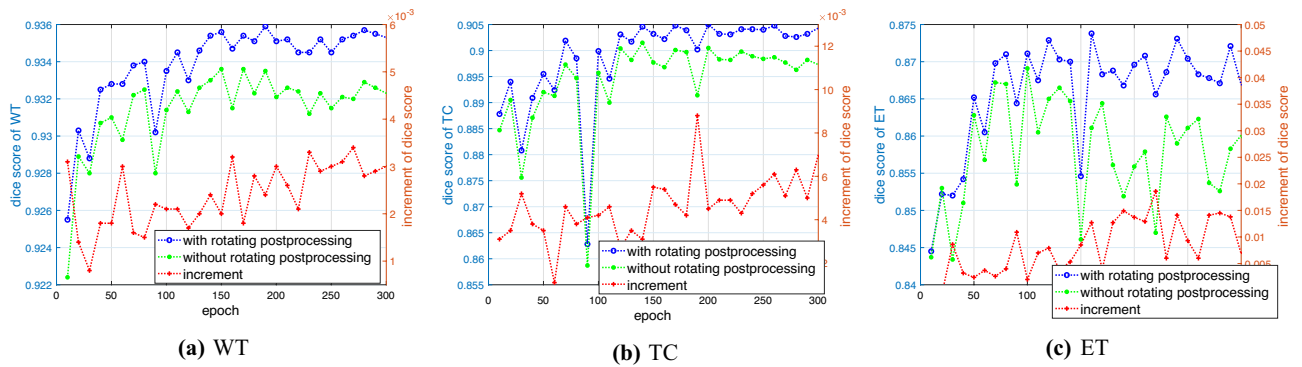 ×10⁻³
0.936
0.934
0.932
0.93
0.928
0.926
0.924
0.922
dice score of WT
6
5
4
3
2
1
increment of dice score
with rotating postprocessing
without rotating postprocessing
increment
0 50 100 150 200 250 300
epoch
(a) WT
×10⁻³
0.905
0.9
0.895
0.89
0.885
0.88
0.875
0.87
0.865
0.86
0.855
dice score of TC
12
10
8
6
4
2
increment of dice score
with rotating postprocessing
without rotating postprocessing
increment
0 50 100 150 200 250 300
epoch
(b) TC
0.875
0.87
0.865
0.86
0.855
0.85
0.845
0.84
dice score of ET
0.05
0.045
0.04
0.035
0.03
0.025
0.02
0.015
0.01
0.005
increment of dice score
with rotating postprocessing
without rotating postprocessing
increment
0 50 100
(c) ET